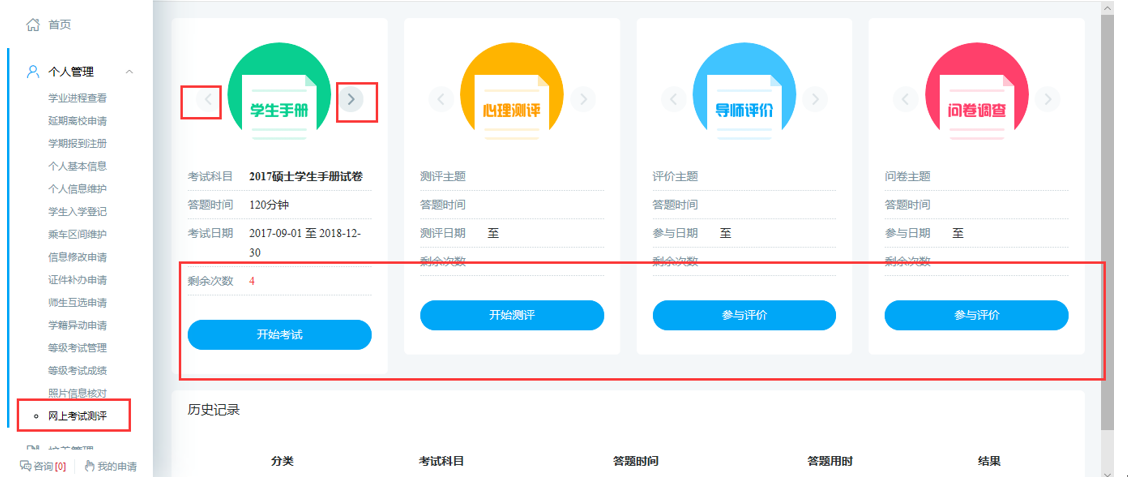 首页
个人管理
学业进程查看
延期离校申请
学期报到注册
个人基本信息
个人信息维护
学生入学登记
乘车区间维护
信息修改申请
证件补办申请
师生互选申请
学籍异动申请
等级考试管理
等级考试成绩
照片信息核对
网上考试测评
咨询[0] 我的申请
学生手册
考试科目 2017硕士学生手册试卷
答题时间 120分钟
考试日期 2017-09-01 至 2018-12-
30
剩余次数 4
开始考试
心理测评
测评主题
答题时间
测评日期 至
剩余次数
开始测评
导师评价
评价主题
答题时间
参与日期 至
剩余次数
参与评价
问卷调查
问卷主题
答题时间
参与日期 至
剩余次数
参与评价
历史记录
分类 考试科目 答题时间 答题用时 结果